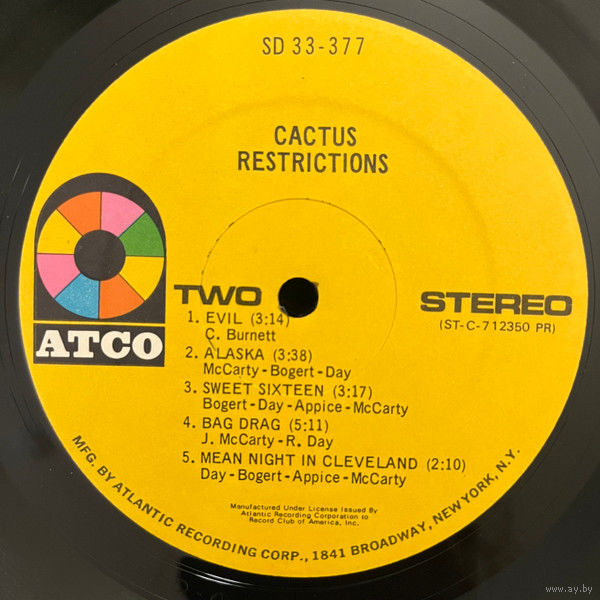 SD 33-377
CACTUS
RESTRICTIONS
ATCO
TWO
STEREO
(ST-C-712350 PR)
1. EVIL (3:14)
C. Burnett
2. ALASKA (3:38)
McCarty - Bogert - Day
3. SWEET SIXTEEN (3:17)
Bogert - Day - Appice - McCarty
4. BAG DRAG (5:11)
J. McCarty - R. Day
5. MEAN NIGHT IN CLEVELAND (2:10)
Day - Bogert - Appice - McCarty
Manufactured Under License Issued By
Atlantic Recording Corporation to
Record Club of America, Inc.
MFG. BY ATLANTIC RECORDING CORP., 1841 BROADWAY, NEW YORK, N.Y.
www.ay.by